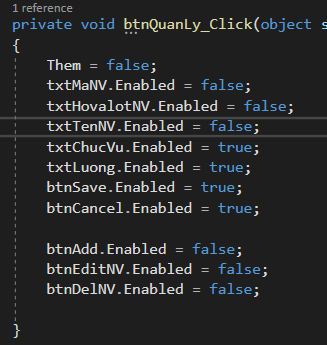 1 reference
private void btnQuanLy_Click(object s
{
Them = false;
txtMaNV.Enabled = false;
txtHovalotNV.Enabled = false;
txtTenNV.Enabled = false;
txtChucVu.Enabled = true;
txtLuong.Enabled = true;
btnSave.Enabled = true;
btnCancel.Enabled = true;
btnAdd.Enabled = false;
btnEditNV.Enabled = false;
btnDelNV.Enabled = false;
}